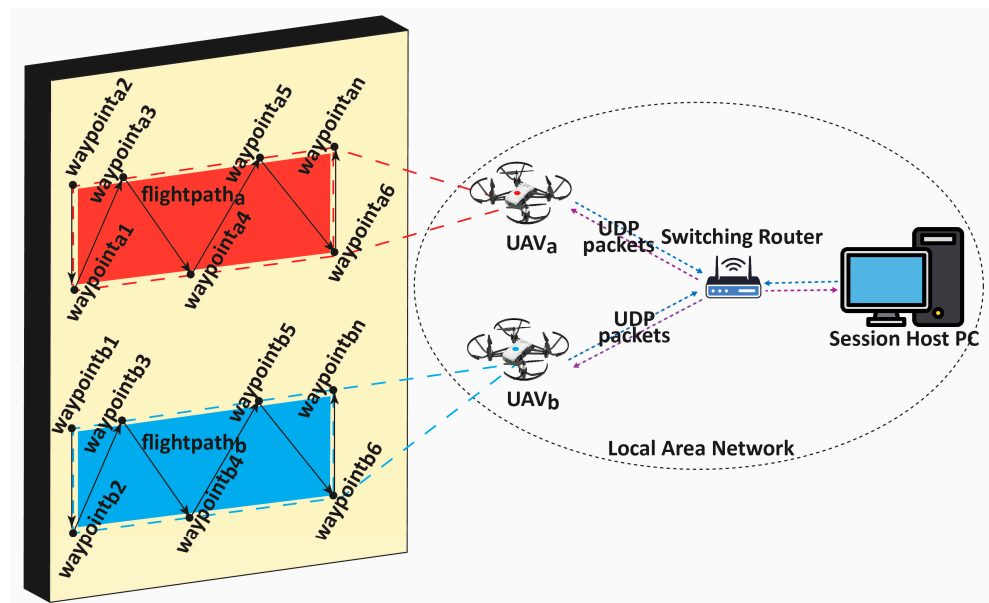 waypointa2
waypointa3
waypointa5
waypointan
flightpatha
waypointa1
waypointa4
waypointa6
UAVa
UDP
packets
Switching Router
Session Host PC
UDP
packets
UAVb
Local Area Network
waypointb1
waypointb3
waypointb5
waypointbn
flightpathb
waypointb2
waypointb4
waypointb6